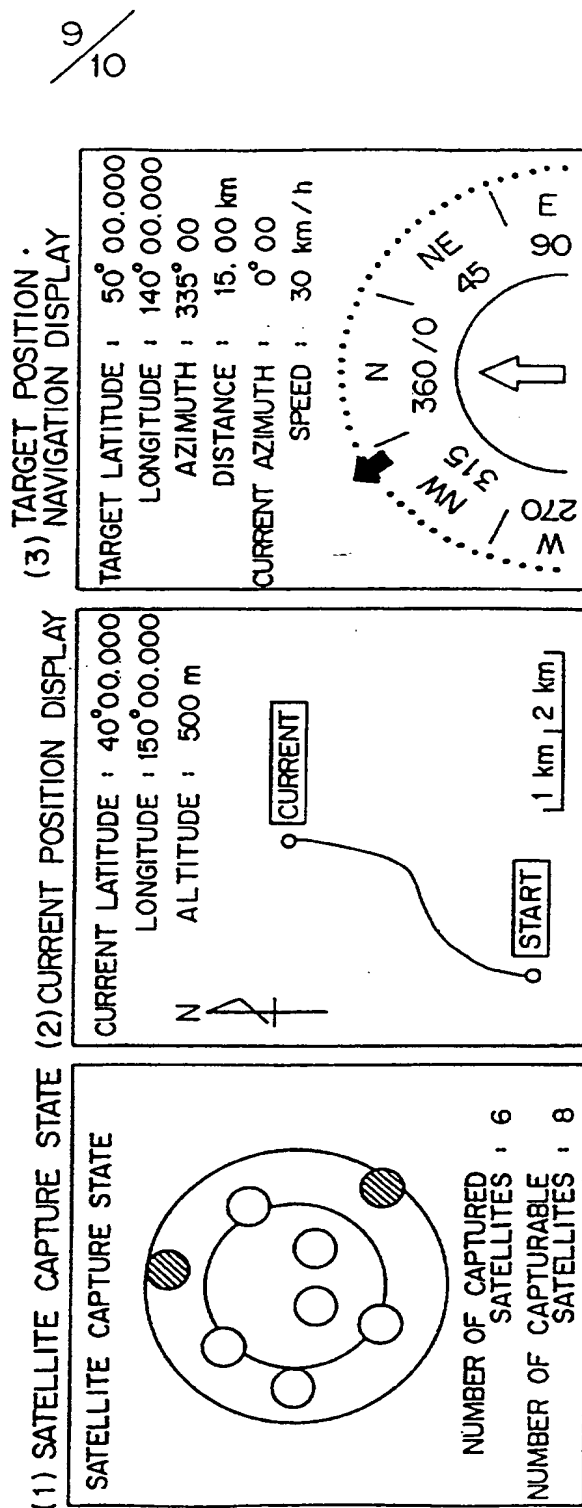 9/10
(1) SATELLITE CAPTURE STATE
SATELLITE CAPTURE STATE
NUMBER OF CAPTURED
SATELLITES : 6
NUMBER OF CAPTURABLE
SATELLITES : 8
(2) CURRENT POSITION DISPLAY
CURRENT LATITUDE : 40°00.000
LONGITUDE : 150°00.000
ALTITUDE : 500 m
N
CURRENT
START
1 km 2 km
(3) TARGET POSITION ·
NAVIGATION DISPLAY
TARGET LATITUDE : 50° 00.000
LONGITUDE : 140° 00.000
AZIMUTH : 335° 00
DISTANCE : 15. 00 km
CURRENT AZIMUTH : 0° 00
SPEED : 30 km/h
W
270
NW
315
N
360/0
NE
45
E
90